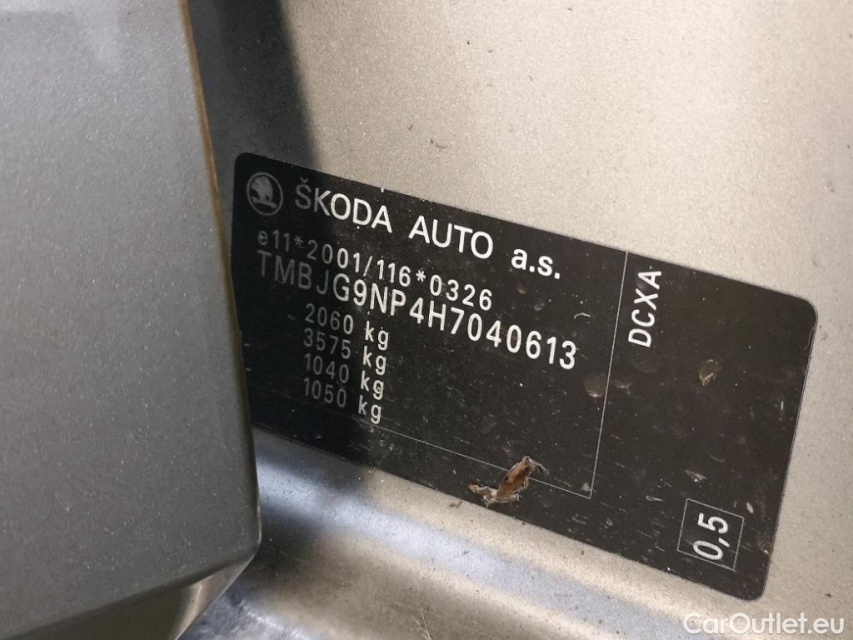 ŠKODA AUTO a.s.
e11*2001/116*0326
TMBJG9NP4H7040613
2060 kg
3575 kg
1040 kg
1050 kg
DCXA
0,5
CarOutlet.eu